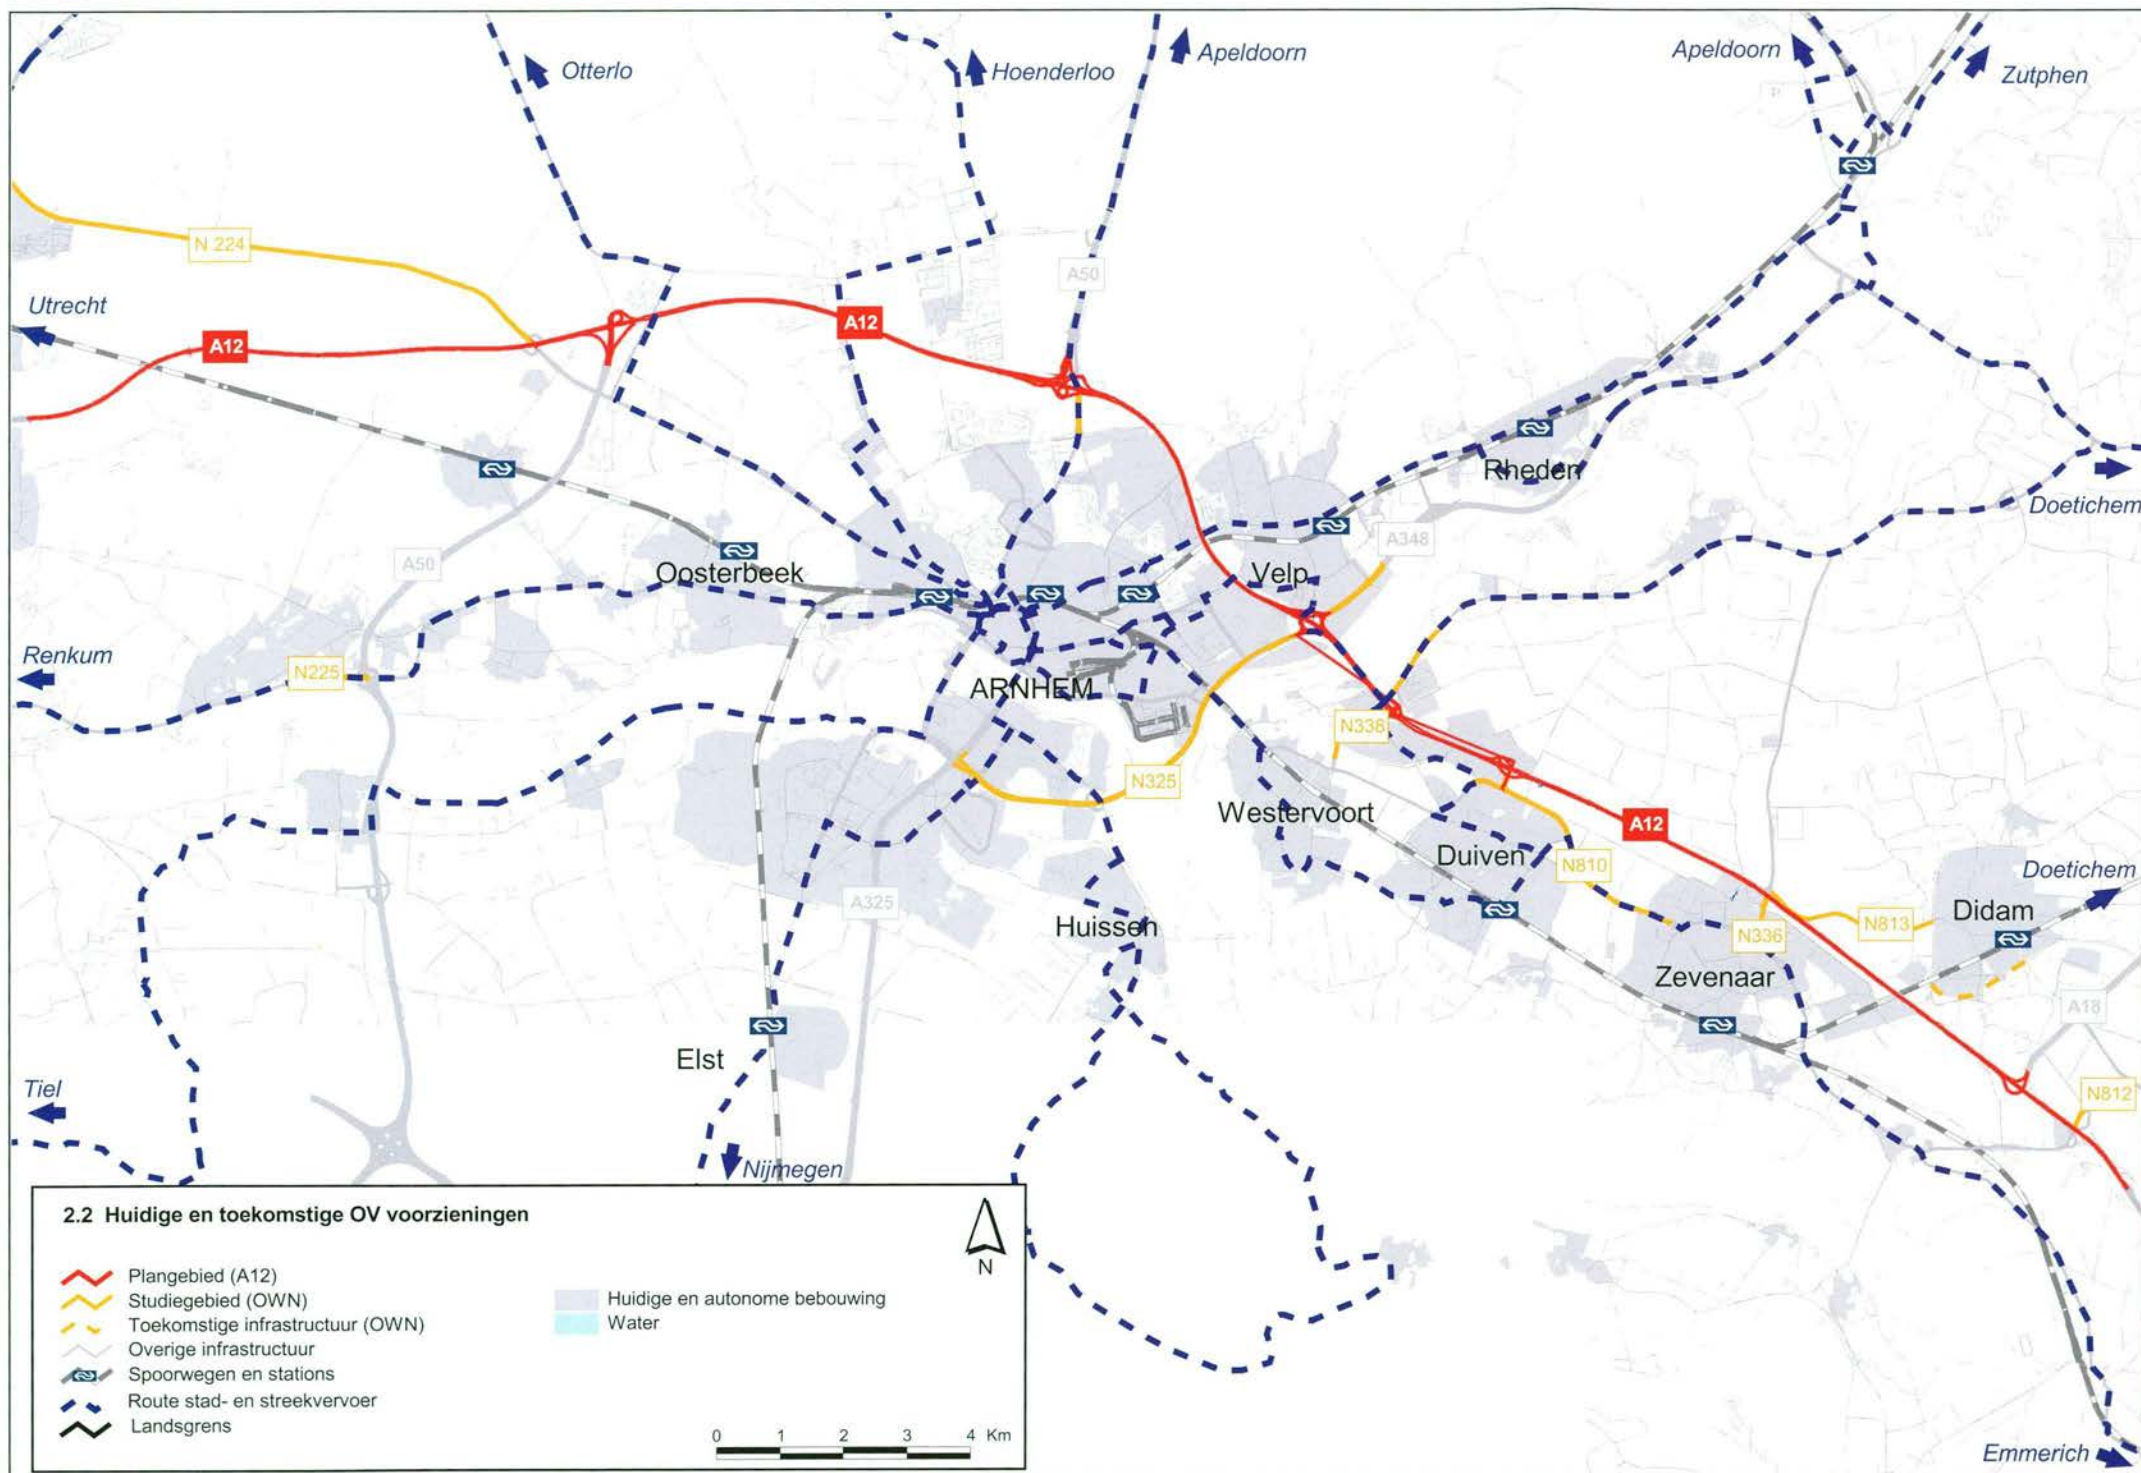 Otterlo
Hoenderloo
Apeldoorn
Apeldoorn
Zutphen
N 224
A50
Utrecht
A12
A12
Rheden
Doetichem
A50
Oosterbeek
Velp
A348
Renkum
N225
ARNHEM
N338
N325
Westervoort
A12
Duiven
N810
Doetichem
A325
Huissen
N336
N813
Didam
Zevenaar
A18
Elst
Tiel
N812
Nijmegen
2.2 Huidige en toekomstige OV voorzieningen
N
Plangebied (A12)
Studiegebied (OWN)
Toekomstige infrastructuur (OWN)
Overige infrastructuur
Spoorwegen en stations
Route stad- en streekvervoer
Landsgrens
Huidige en autonome bebouwing
Water
0 1 2 3 4 Km
Emmerich